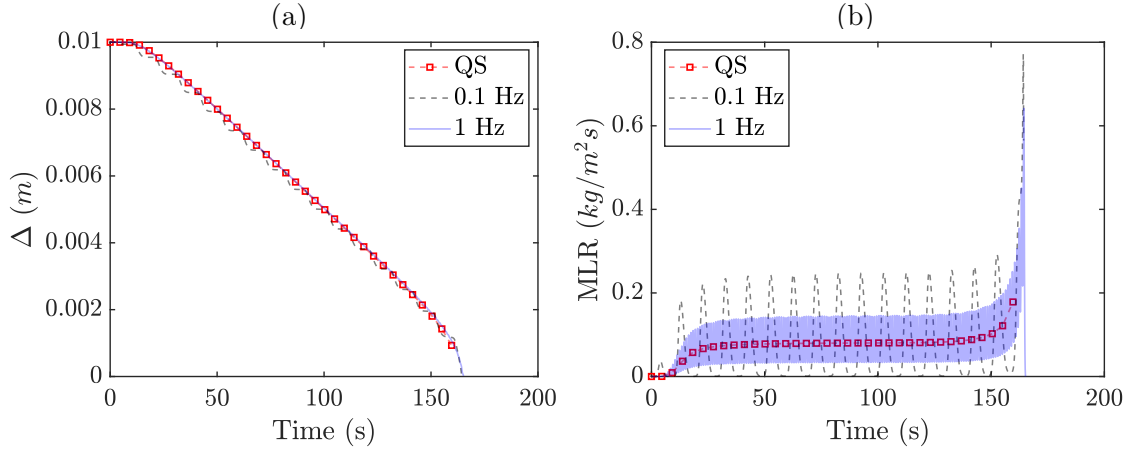 (a)
0.01
0.008
0.006
0.004
0.002
0
Δ (m)
0
50
100
150
200
Time (s)
QS
0.1 Hz
1 Hz
(b)
0.8
0.6
0.4
0.2
0
MLR (kg/m²s)
0
50
100
150
200
Time (s)
QS
0.1 Hz
1 Hz